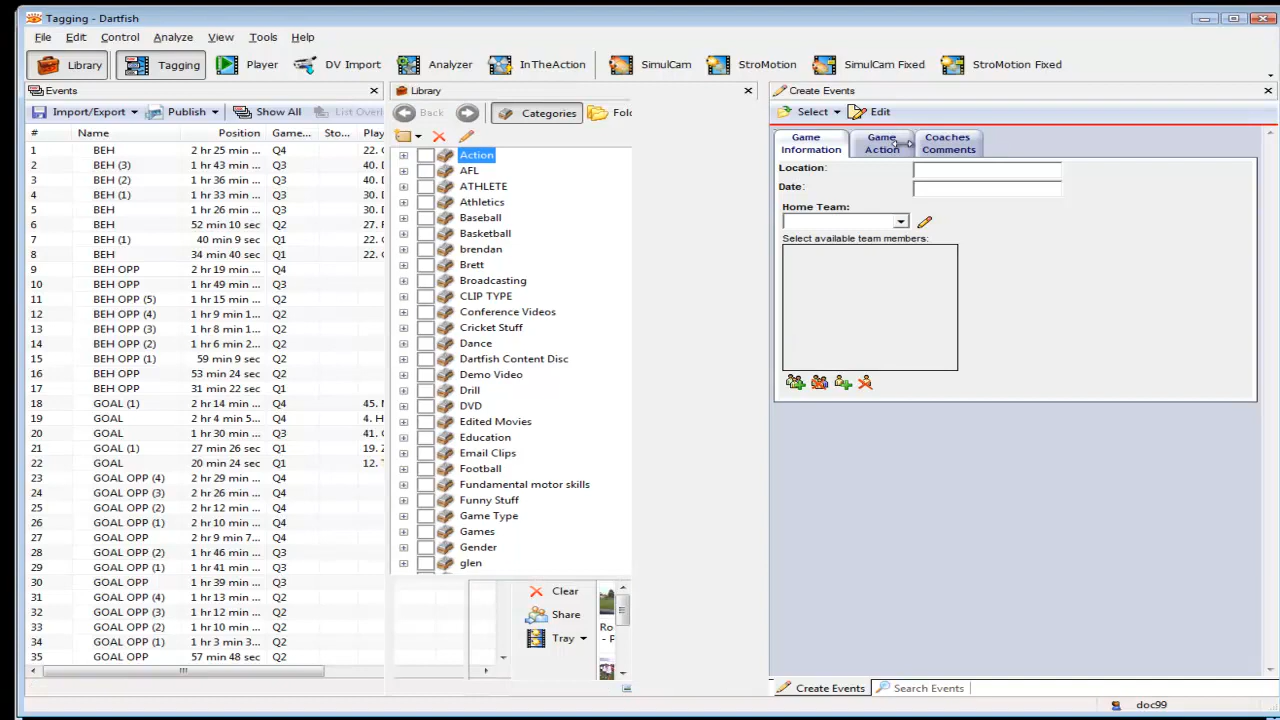 Tagging - Dartfish
File Edit Control Analyze View Tools Help
Library Tagging Player DV Import Analyzer InTheAction SimulCam StroMotion SimulCam Fixed StroMotion Fixed
Events Library Create Events
Import/Export Publish Show All List Overl Back Categories Fold Select Edit
# Name Position Game... Sto... Play
1 BEH 2 hr 25 min ... Q4 22.
2 BEH (3) 1 hr 43 min ... Q3 40.
3 BEH (2) 1 hr 36 min ... Q3 40.
4 BEH (1) 1 hr 33 min ... Q3 30.
5 BEH 1 hr 26 min ... Q3 30.
6 BEH 52 min 10 sec Q2 27.
7 BEH (1) 40 min 9 sec Q1 22.
8 BEH 34 min 40 sec Q1 22.
9 BEH OPP 2 hr 19 min ... Q4
10 BEH OPP 1 hr 49 min ... Q3
11 BEH OPP (5) 1 hr 15 min ... Q2
12 BEH OPP (4) 1 hr 9 min 1... Q2
13 BEH OPP (3) 1 hr 8 min 1... Q2
14 BEH OPP (2) 1 hr 6 min 2... Q2
15 BEH OPP (1) 59 min 9 sec Q2
16 BEH OPP 53 min 24 sec Q2
17 BEH OPP 31 min 22 sec Q1
18 GOAL (1) 2 hr 14 min ... Q4 45.
19 GOAL 2 hr 4 min 5... Q4 4.
20 GOAL 1 hr 30 min ... Q3 41.
21 GOAL (1) 27 min 26 sec Q1 19.
22 GOAL 20 min 24 sec Q1 12.
23 GOAL OPP (4) 2 hr 29 min ... Q4
24 GOAL OPP (3) 2 hr 26 min ... Q4
25 GOAL OPP (2) 2 hr 12 min ... Q4
26 GOAL OPP (1) 2 hr 10 min ... Q4
27 GOAL OPP 2 hr 9 min 7... Q4
28 GOAL OPP (2) 1 hr 46 min ... Q3
29 GOAL OPP (1) 1 hr 41 min ... Q3
30 GOAL OPP 1 hr 39 min ... Q3
31 GOAL OPP (4) 1 hr 13 min ... Q2
32 GOAL OPP (3) 1 hr 12 min ... Q2
33 GOAL OPP (2) 1 hr 10 min ... Q2
34 GOAL OPP (1) 1 hr 3 min 3... Q2
35 GOAL OPP 57 min 48 sec Q2
Action
AFL
ATHLETE
Athletics
Baseball
Basketball
brendan
Brett
Broadcasting
CLIP TYPE
Conference Videos
Cricket Stuff
Dance
Dartfish Content Disc
Demo Video
Drill
DVD
Edited Movies
Education
Email Clips
Football
Fundamental motor skills
Funny Stuff
Game Type
Games
Gender
glen
Clear
Share
Tray
Ro
- P
Game Information
Game Action
Coaches Comments
Location:
Date:
Home Team:
Select available team members:
Create Events Search Events
doc99